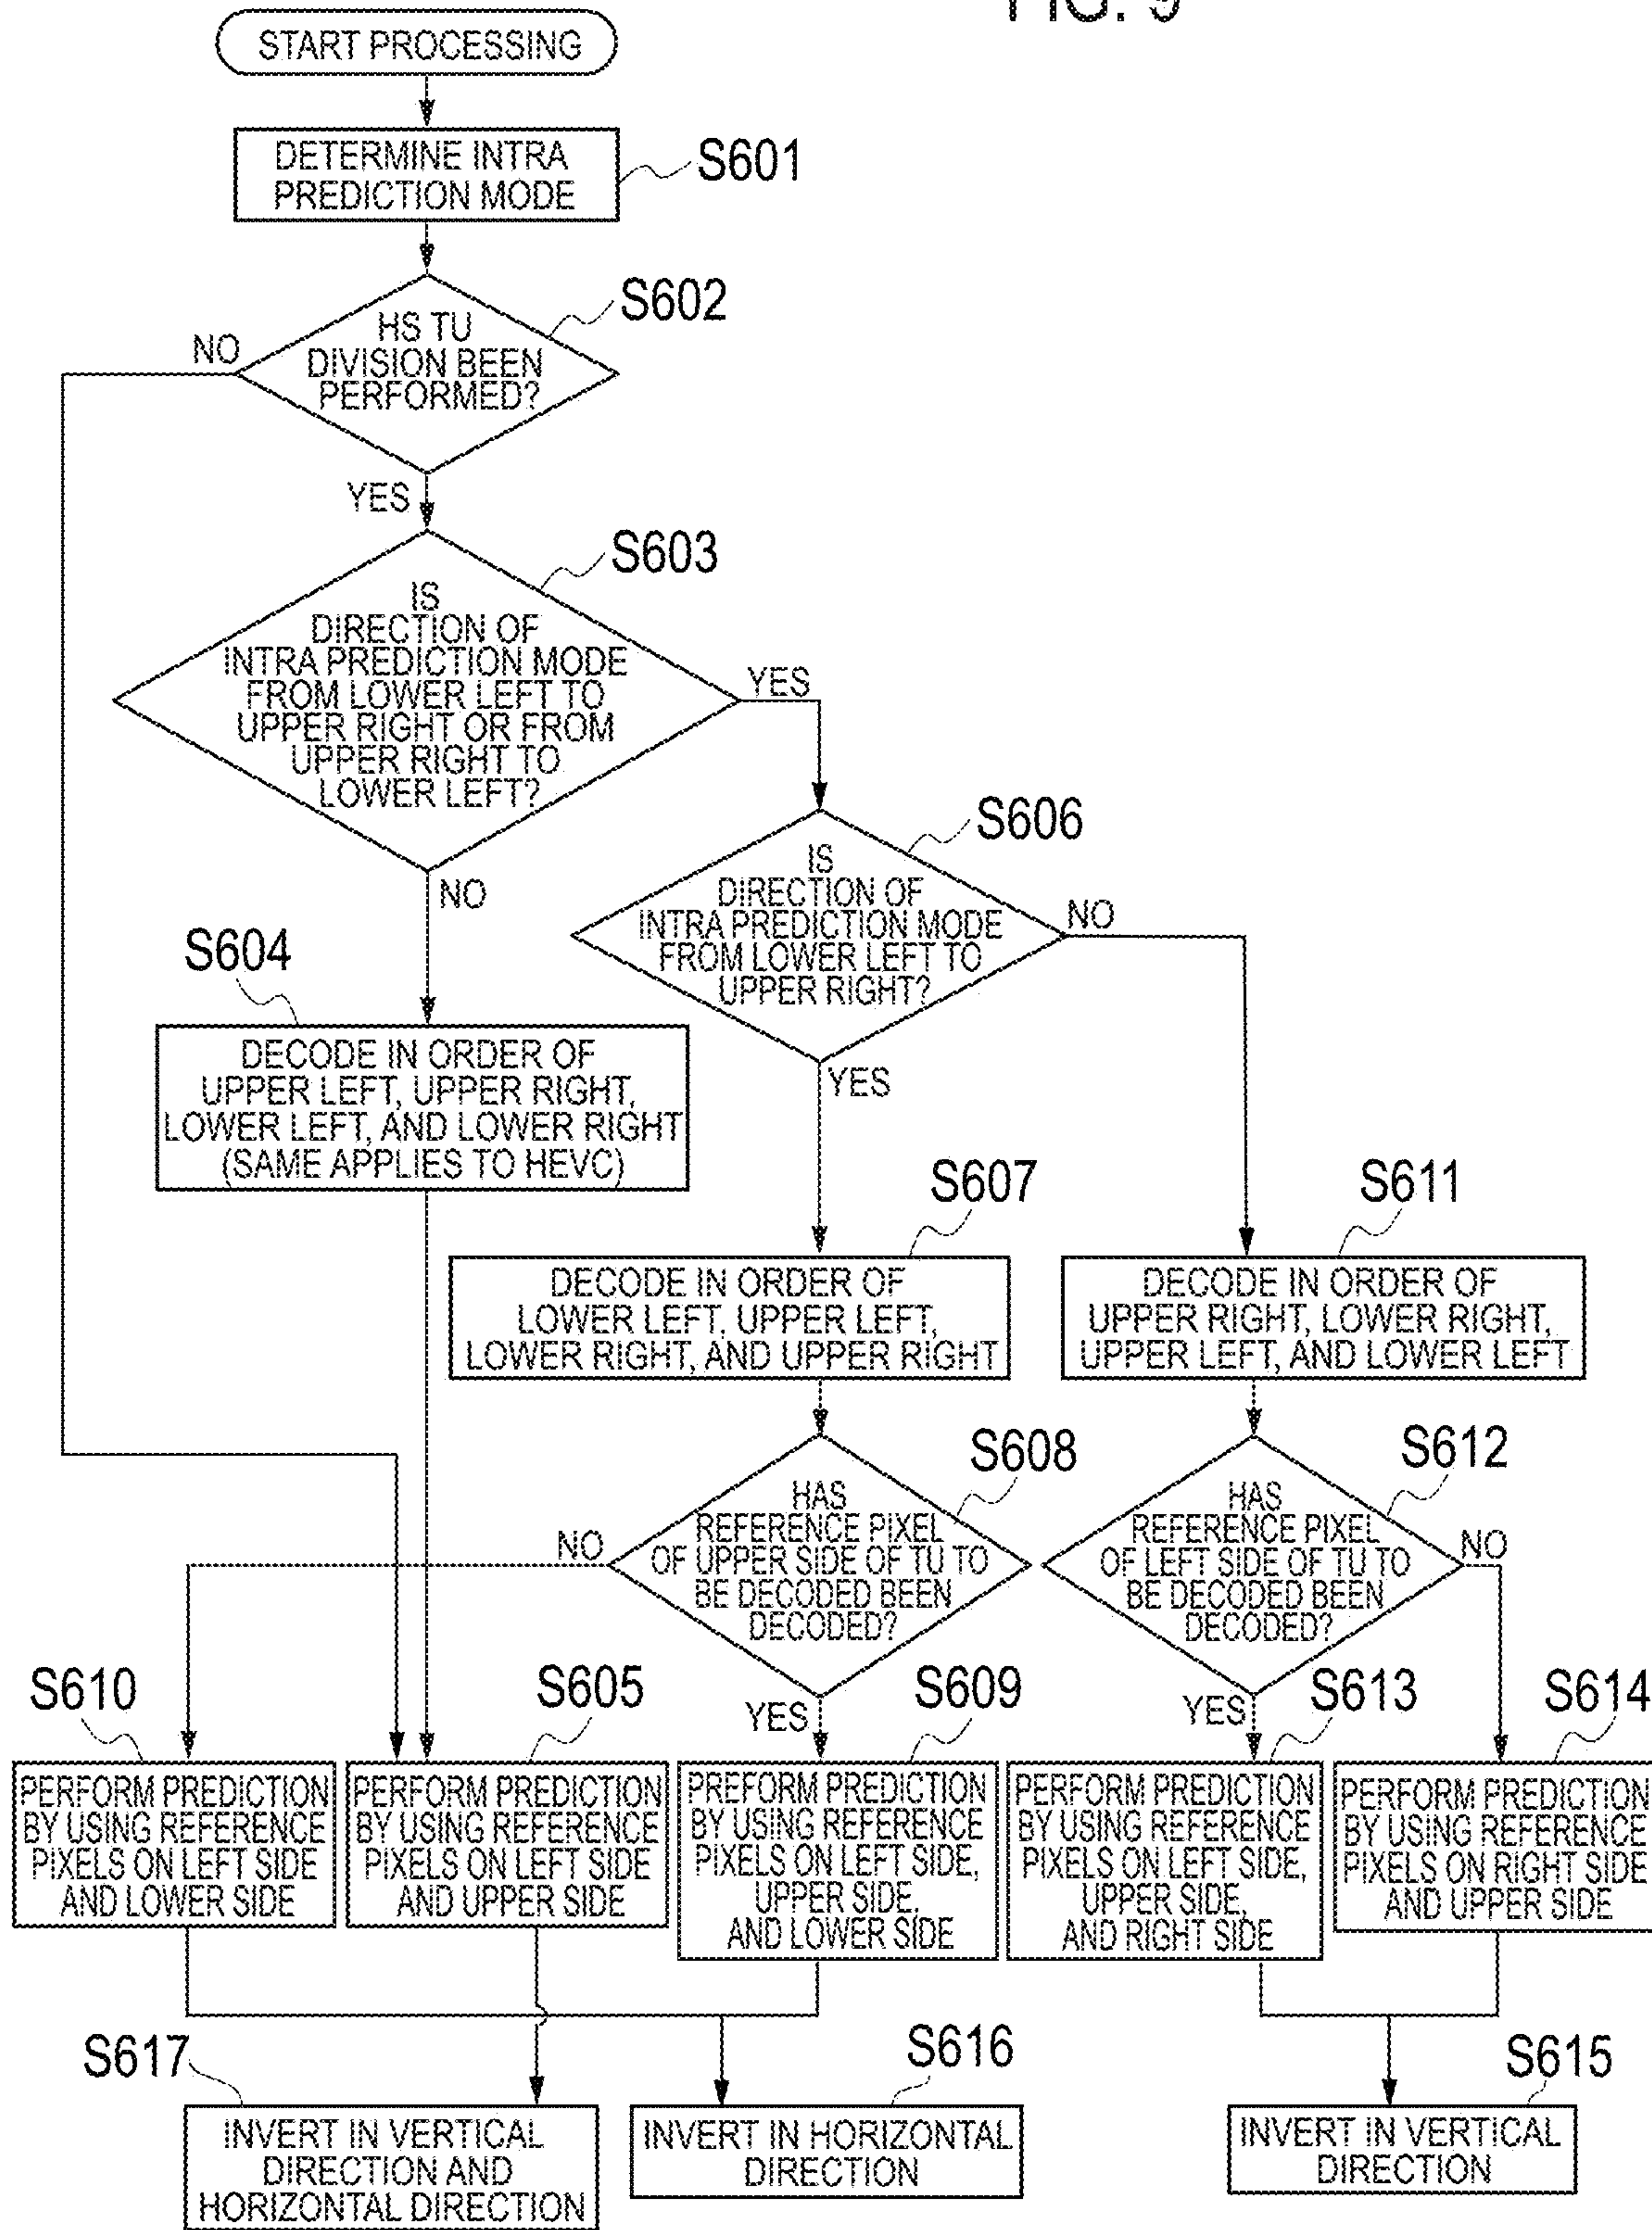 FIG. 9
START PROCESSING
DETERMINE INTRA
PREDICTION MODE
S601
HS TU
DIVISION BEEN
PERFORMED?
S602
NO
YES
IS
DIRECTION OF
INTRA PREDICTION MODE
FROM LOWER LEFT TO
UPPER RIGHT OR FROM
UPPER RIGHT TO
LOWER LEFT?
S603
YES
NO
IS
DIRECTION OF
INTRA PREDICTION MODE
FROM LOWER LEFT TO
UPPER RIGHT?
S606
NO
YES
S604
DECODE IN ORDER OF
UPPER LEFT, UPPER RIGHT,
LOWER LEFT, AND LOWER RIGHT
(SAME APPLIES TO HEVC)
S607
DECODE IN ORDER OF
LOWER LEFT, UPPER LEFT,
LOWER RIGHT, AND UPPER RIGHT
S611
DECODE IN ORDER OF
UPPER RIGHT, LOWER RIGHT,
UPPER LEFT, AND LOWER LEFT
S608
HAS
REFERENCE PIXEL
OF UPPER SIDE OF TU TO
BE DECODED BEEN
DECODED?
NO
YES
S612
HAS
REFERENCE PIXEL
OF LEFT SIDE OF TU TO
BE DECODED BEEN
DECODED?
NO
YES
S610
PERFORM PREDICTION
BY USING REFERENCE
PIXELS ON LEFT SIDE
AND LOWER SIDE
S605
PERFORM PREDICTION
BY USING REFERENCE
PIXELS ON LEFT SIDE
AND UPPER SIDE
S609
PREFORM PREDICTION
BY USING REFERENCE
PIXELS ON LEFT SIDE,
UPPER SIDE,
AND LOWER SIDE
S613
PERFORM PREDICTION
BY USING REFERENCE
PIXELS ON LEFT SIDE,
UPPER SIDE,
AND RIGHT SIDE
S614
PERFORM PREDICTION
BY USING REFERENCE
PIXELS ON RIGHT SIDE
AND UPPER SIDE
S617
INVERT IN VERTICAL
DIRECTION AND
HORIZONTAL DIRECTION
S616
INVERT IN HORIZONTAL
DIRECTION
S615
INVERT IN VERTICAL
DIRECTION